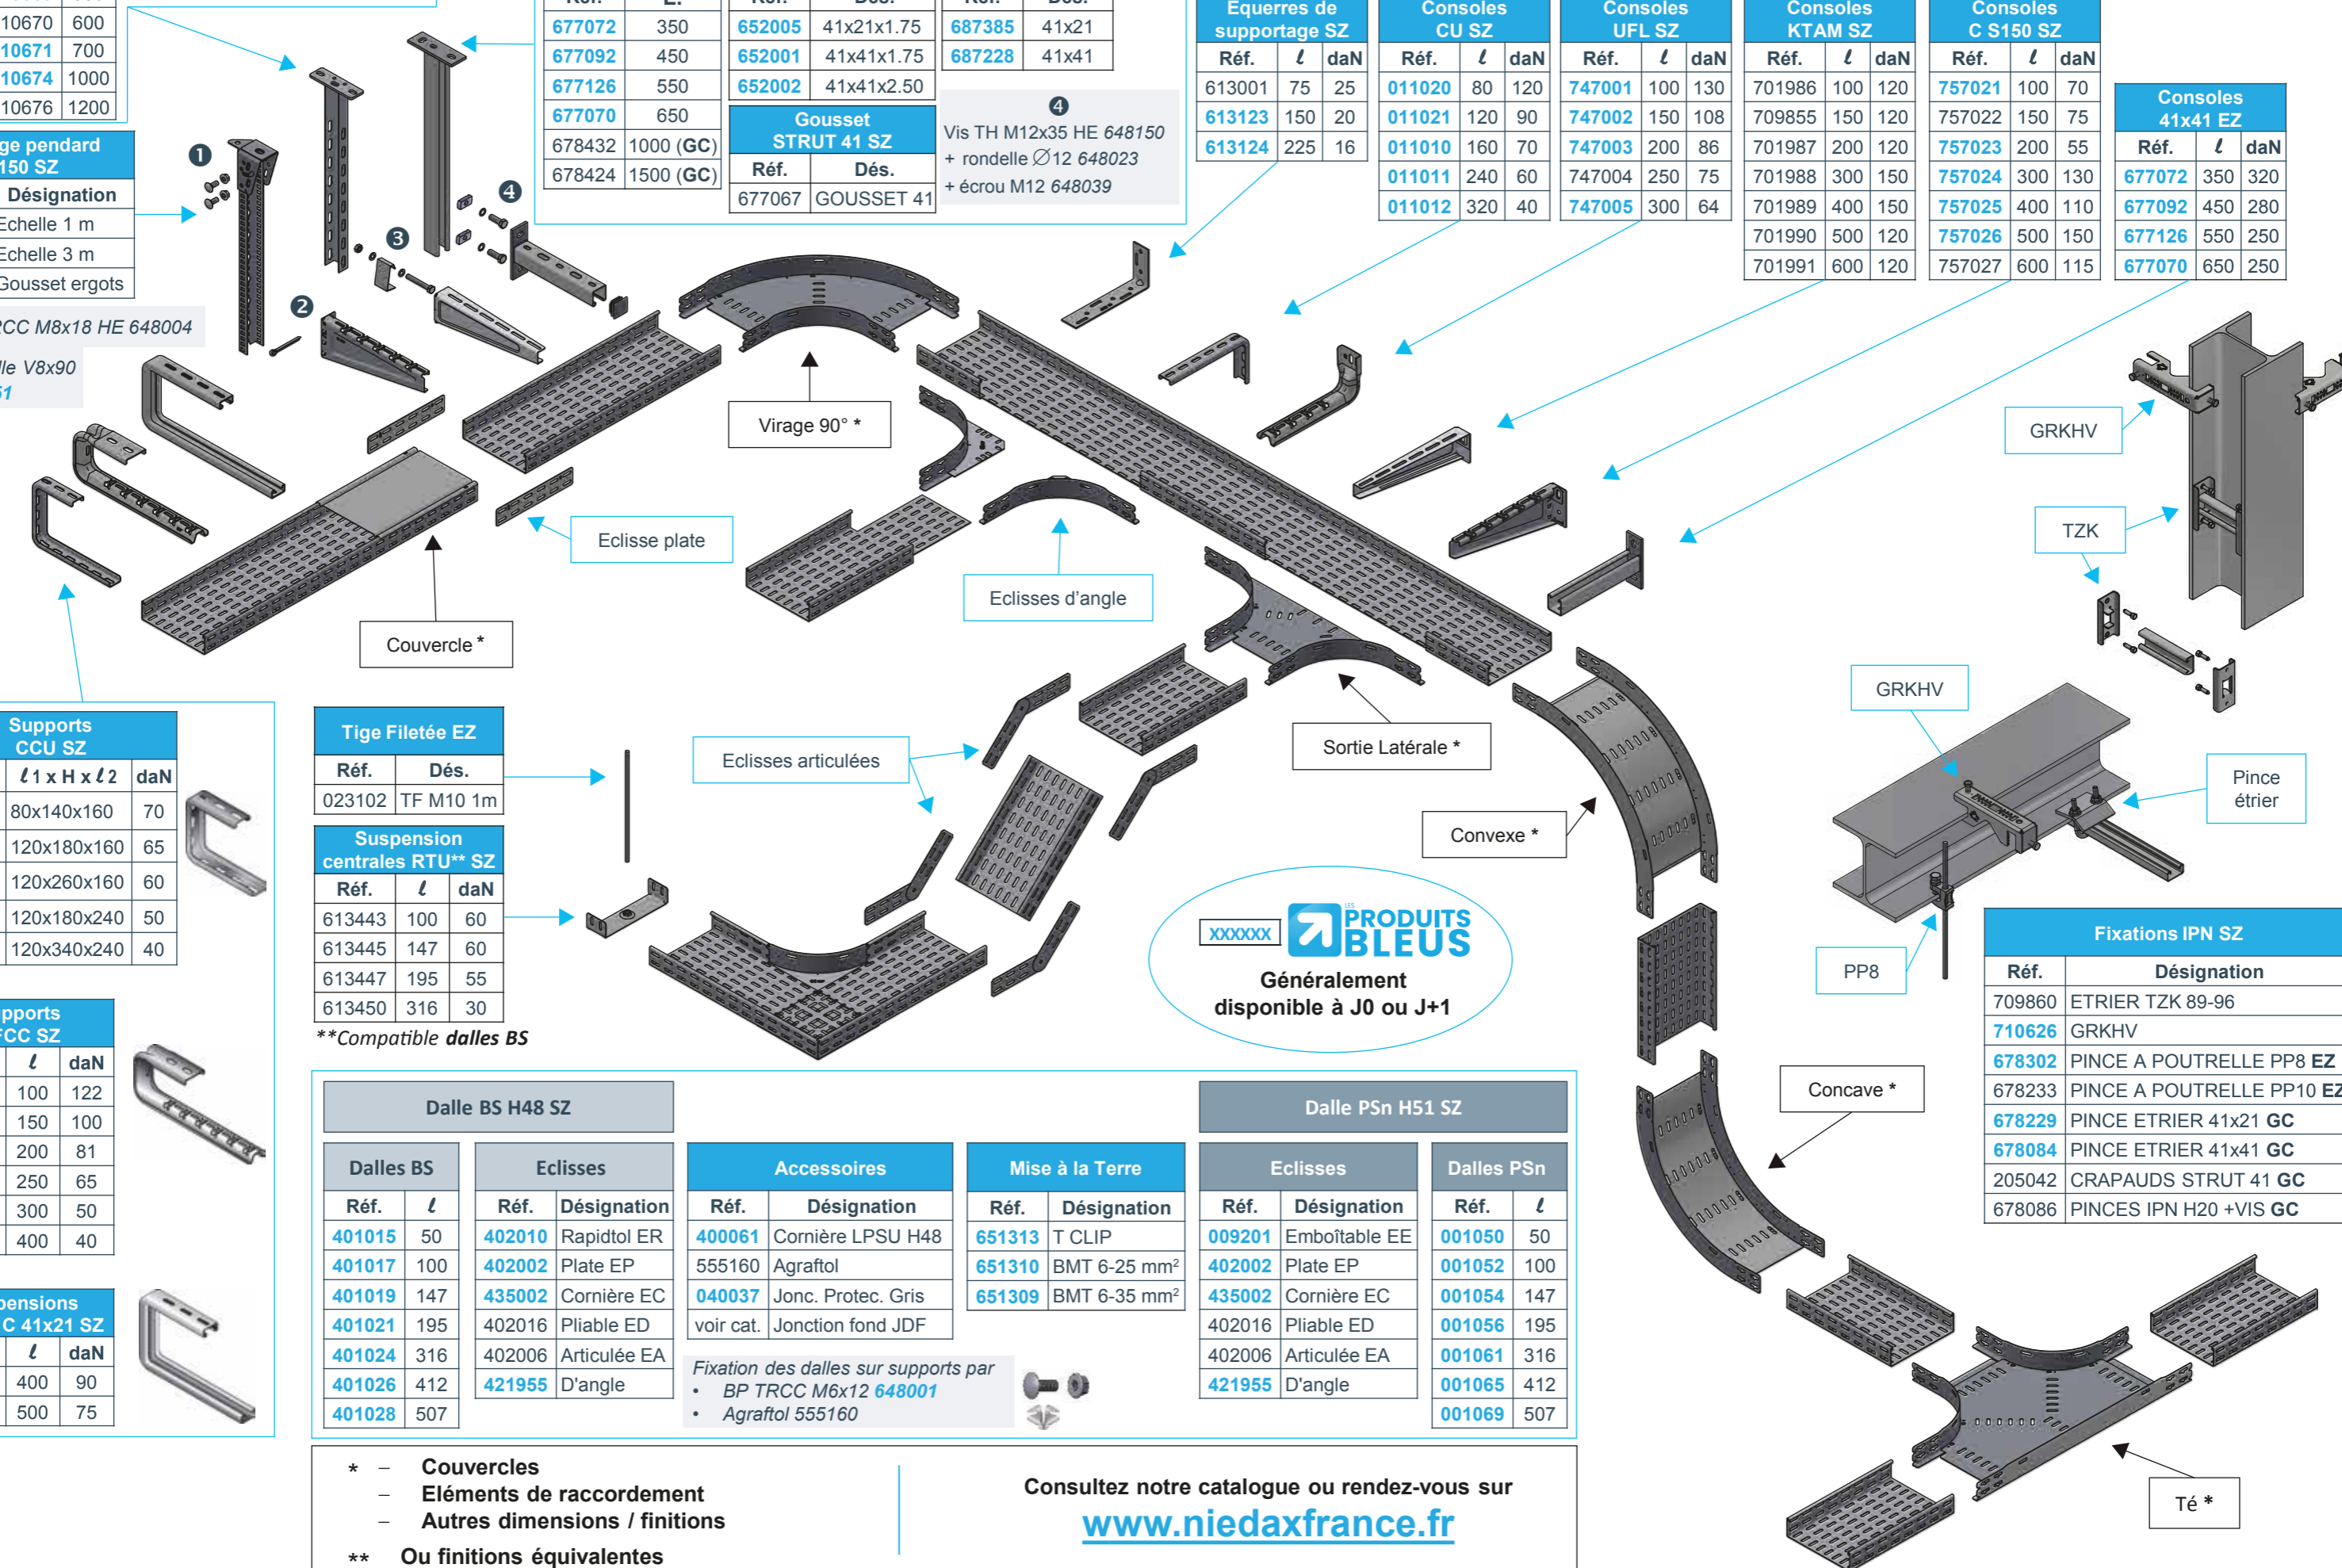 10670 600
10671 700
10674 1000
10676 1200
ge pendard
150 SZ
Désignation
Echelle 1 m
Echelle 3 m
Gousset ergots
CC M8x18 HE 648004
lle V8x90
51
Réf. L.
677072 350
677092 450
677126 550
677070 650
678432 1000 (GC)
678424 1500 (GC)
Réf. Dés.
652005 41x21x1.75
652001 41x41x1.75
652002 41x41x2.50
Gousset
STRUT 41 SZ
Réf. Dés.
677067 GOUSSET 41
Réf. Dés.
687385 41x21
687228 41x41
❹
Vis TH M12x35 HE 648150
+ rondelle ∅12 648023
+ écrou M12 648039
Equerres de
supportage SZ
Réf. ℓ daN
613001 75 25
613123 150 20
613124 225 16
Consoles
CU SZ
Réf. ℓ daN
011020 80 120
011021 120 90
011010 160 70
011011 240 60
011012 320 40
Consoles
UFL SZ
Réf. ℓ daN
747001 100 130
747002 150 108
747003 200 86
747004 250 75
747005 300 64
Consoles
KTAM SZ
Réf. ℓ daN
701986 100 120
709855 150 120
701987 200 120
701988 300 150
701989 400 150
701990 500 120
701991 600 120
Consoles
C S150 SZ
Réf. ℓ daN
757021 100 70
757022 150 75
757023 200 55
757024 300 130
757025 400 110
757026 500 150
757027 600 115
Consoles
41x41 EZ
Réf. ℓ daN
677072 350 320
677092 450 280
677126 550 250
677070 650 250
❶
❷
❸
❹
Virage 90° *
Eclisse plate
Eclisses d'angle
Couvercle *
GRKHV
TZK
GRKHV
Pince
étrier
PP8
Sortie Latérale *
Convexe *
Eclisses articulées
Concave *
Té *
Supports
CCU SZ
ℓ1 x H x ℓ2 daN
80x140x160 70
120x180x160 65
120x260x160 60
120x180x240 50
120x340x240 40
pports
FCC SZ
ℓ daN
100 122
150 100
200 81
250 65
300 50
400 40
pensions
C 41x21 SZ
ℓ daN
400 90
500 75
Tige Filetée EZ
Réf. Dés.
023102 TF M10 1m
Suspension
centrales RTU** SZ
Réf. ℓ daN
613443 100 60
613445 147 60
613447 195 55
613450 316 30
**Compatible dalles BS
xxxxxx LES PRODUITS
BLEUS
Généralement
disponible à J0 ou J+1
Fixations IPN SZ
Réf. Désignation
709860 ETRIER TZK 89-96
710626 GRKHV
678302 PINCE A POUTRELLE PP8 EZ
678233 PINCE A POUTRELLE PP10 EZ
678229 PINCE ETRIER 41x21 GC
678084 PINCE ETRIER 41x41 GC
205042 CRAPAUDS STRUT 41 GC
678086 PINCES IPN H20 +VIS GC
Dalle BS H48 SZ
Dalles BS
Réf. ℓ
401015 50
401017 100
401019 147
401021 195
401024 316
401026 412
401028 507
Eclisses
Réf. Désignation
402010 Rapidtol ER
402002 Plate EP
435002 Cornière EC
402016 Pliable ED
402006 Articulée EA
421955 D'angle
Accessoires
Réf. Désignation
400061 Cornière LPSU H48
555160 Agraftol
040037 Jonc. Protec. Gris
voir cat. Jonction fond JDF
Fixation des dalles sur supports par
• BP TRCC M6x12 648001
• Agraftol 555160
Mise à la Terre
Réf. Désignation
651313 T CLIP
651310 BMT 6-25 mm²
651309 BMT 6-35 mm²
Dalle PSn H51 SZ
Eclisses
Réf. Désignation
009201 Emboîtable EE
402002 Plate EP
435002 Cornière EC
402016 Pliable ED
402006 Articulée EA
421955 D'angle
Dalles PSn
Réf. ℓ
001050 50
001052 100
001054 147
001056 195
001061 316
001065 412
001069 507
* – Couvercles
– Eléments de raccordement
– Autres dimensions / finitions
** Ou finitions équivalentes
Consultez notre catalogue ou rendez-vous sur
www.niedaxfrance.fr